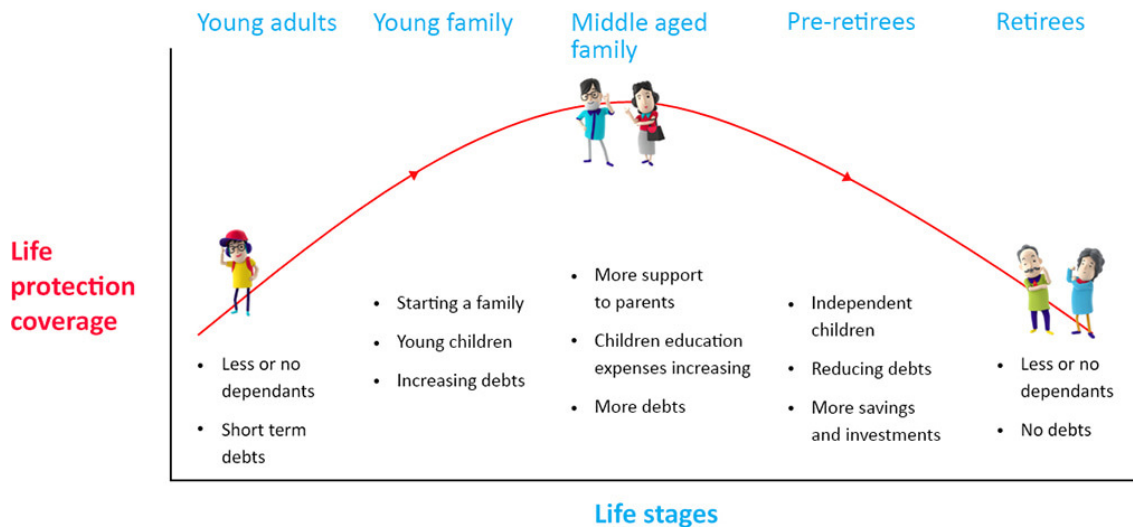 Young adults
Young family
Middle aged
family
Pre-retirees
Retirees
Life
protection
coverage
• Less or no
dependants
• Short term
debts
• Starting a family
• Young children
• Increasing debts
• More support
to parents
• Children education
expenses increasing
• More debts
• Independent
children
• Reducing debts
• More savings
and investments
• Less or no
dependants
• No debts
Life stages